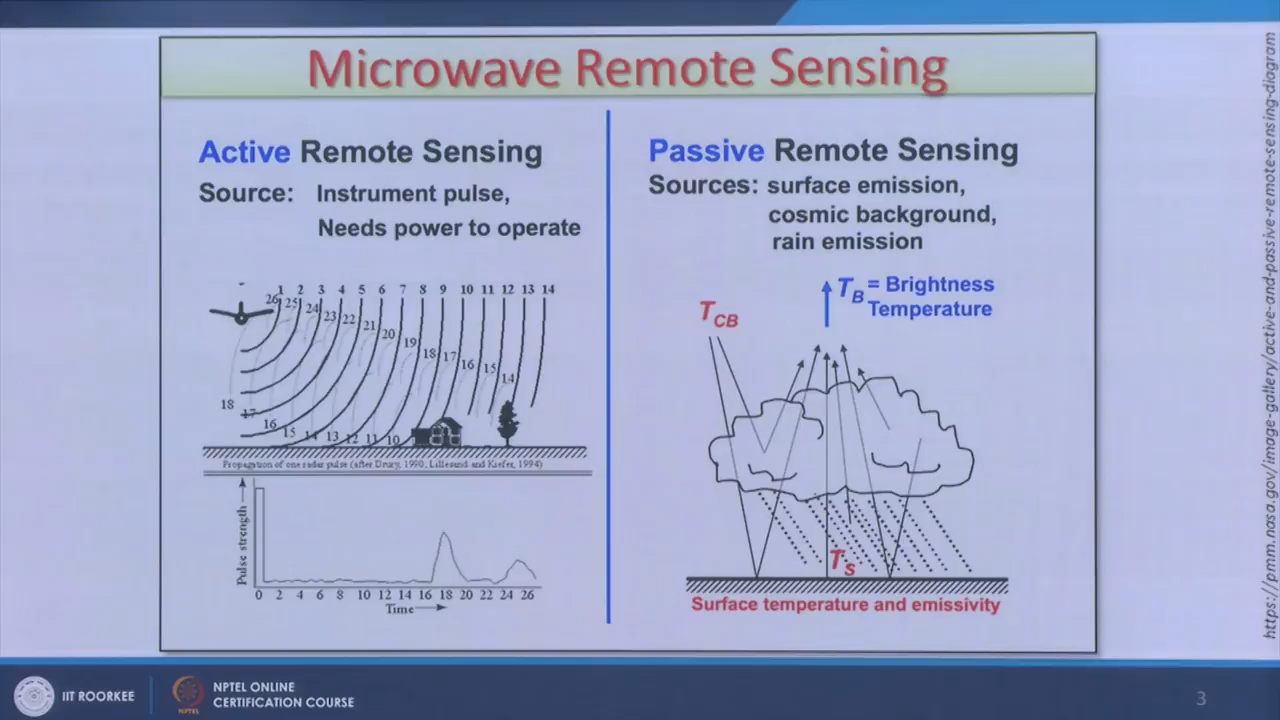 Microwave Remote Sensing
Active Remote Sensing
Source: Instrument pulse,
Needs power to operate
1 2 3 4 5 6 7 8 9 10 11 12 13 14
26 25 24 23 22 21 20 19 18 17 16 15 14
18 17 16 15 14 13 12 11 10
Propagation of one radar pulse (after Drury, 1990, Lillesand and Kiefer, 1994)
Pulse strength
0 2 4 6 8 10 12 14 16 18 20 22 24 26
Time
Passive Remote Sensing
Sources: surface emission,
cosmic background,
rain emission
TB = Brightness
Temperature
TCB
TS
Surface temperature and emissivity
https://pmm.nasa.gov/image-gallery/active-and-passive-remote-sensing-diagram
IIT ROORKEE
NPTEL
NPTEL ONLINE
CERTIFICATION COURSE
3